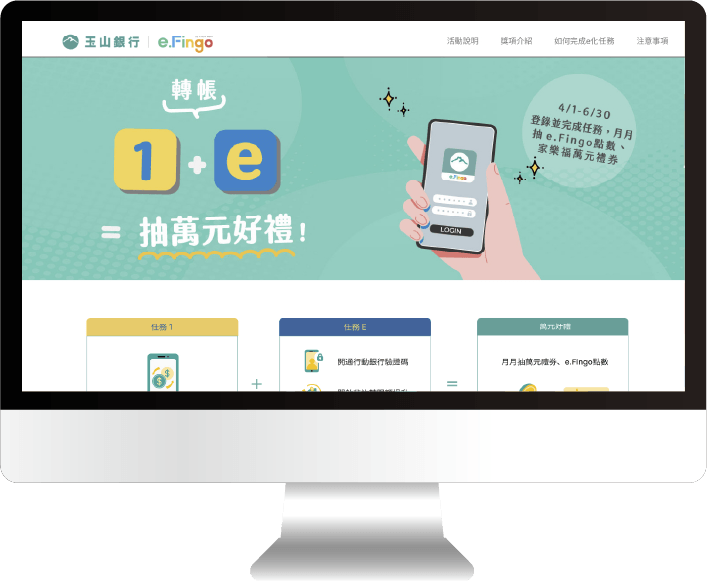 玉山銀行 e.Fingo
活動說明 獎項介紹 如何完成e化任務 注意事項
轉帳
1 + e
= 抽萬元好禮！
4/1-6/30
登錄並完成任務，月月
抽 e.Fingo點數、
家樂福萬元禮券
e.Fingo
LOGIN
任務 1
+
任務 E
開通行動銀行驗證碼
=
萬元好禮
月月抽萬元禮券、e.Fingo點數